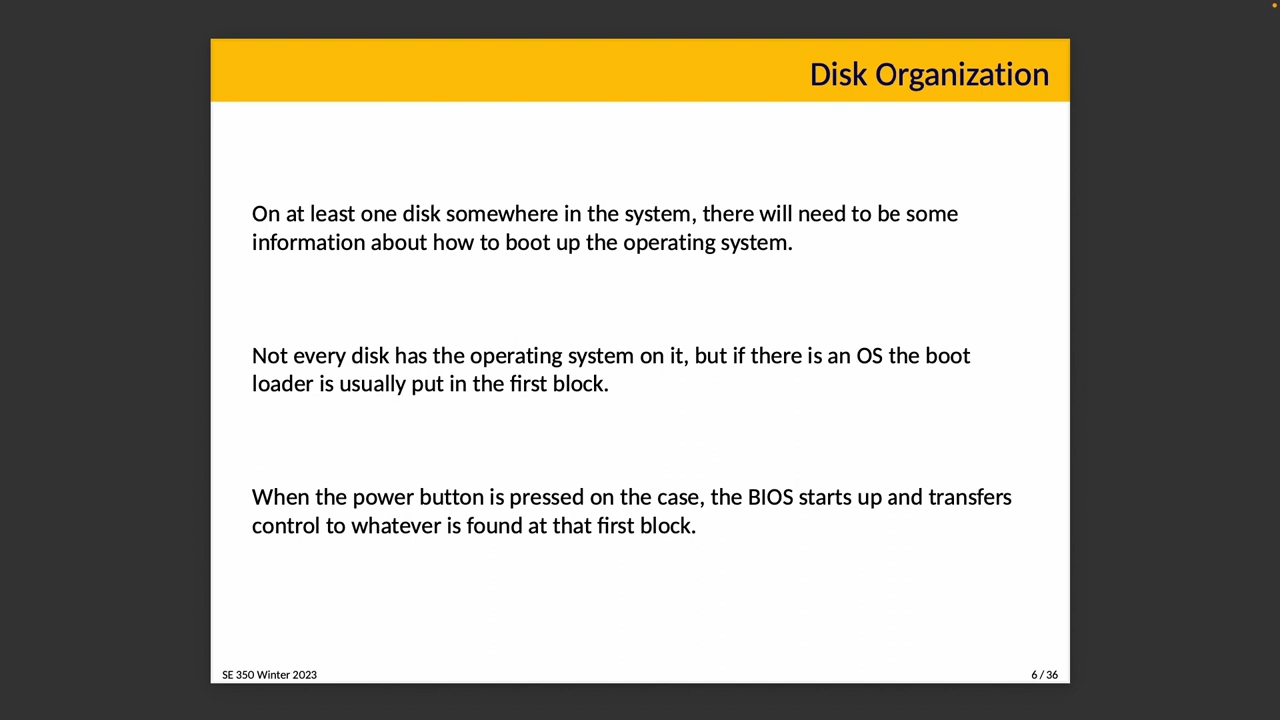 Disk Organization
On at least one disk somewhere in the system, there will need to be some
information about how to boot up the operating system.
Not every disk has the operating system on it, but if there is an OS the boot
loader is usually put in the first block.
When the power button is pressed on the case, the BIOS starts up and transfers
control to whatever is found at that first block.
SE 350 Winter 2023
6 / 36